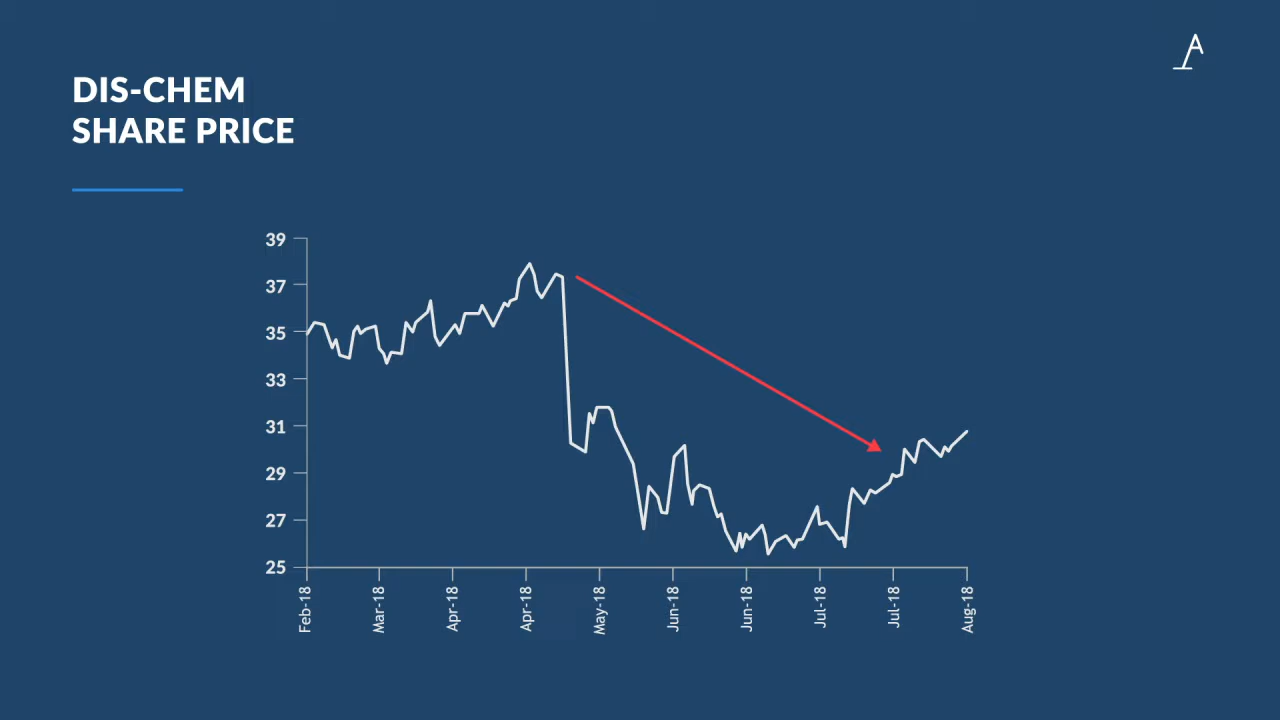 DIS-CHEM
SHARE PRICE
39
37
35
33
31
29
27
25
Feb-18
Mar-18
Apr-18
Apr-18
May-18
Jun-18
Jun-18
Jul-18
Jul-18
Aug-18